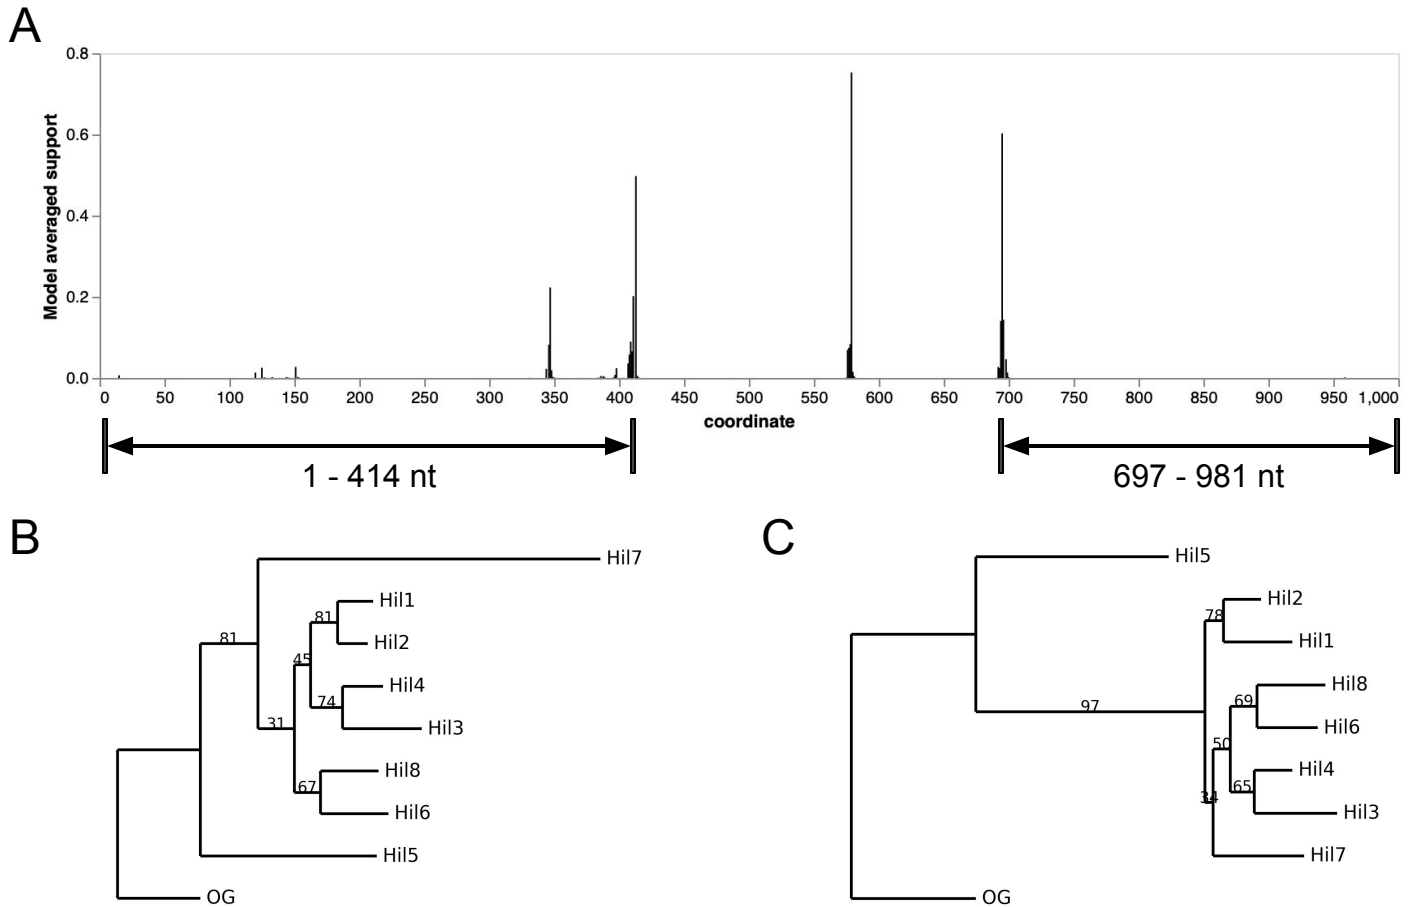 A
Model averaged support
0.8
0.6
0.4
0.2
0.0
0 50 100 150 200 250 300 350 400 450 500 550 600 650 700 750 800 850 900 950 1,000
coordinate
1 - 414 nt
697 - 981 nt
B
Hil7
Hil1
81
Hil2
81
45
Hil4
74
Hil3
31
Hil8
67
Hil6
Hil5
OG
C
Hil5
Hil2
78
Hil1
Hil8
69
97
Hil6
50
Hil4
65
34
Hil3
Hil7
OG